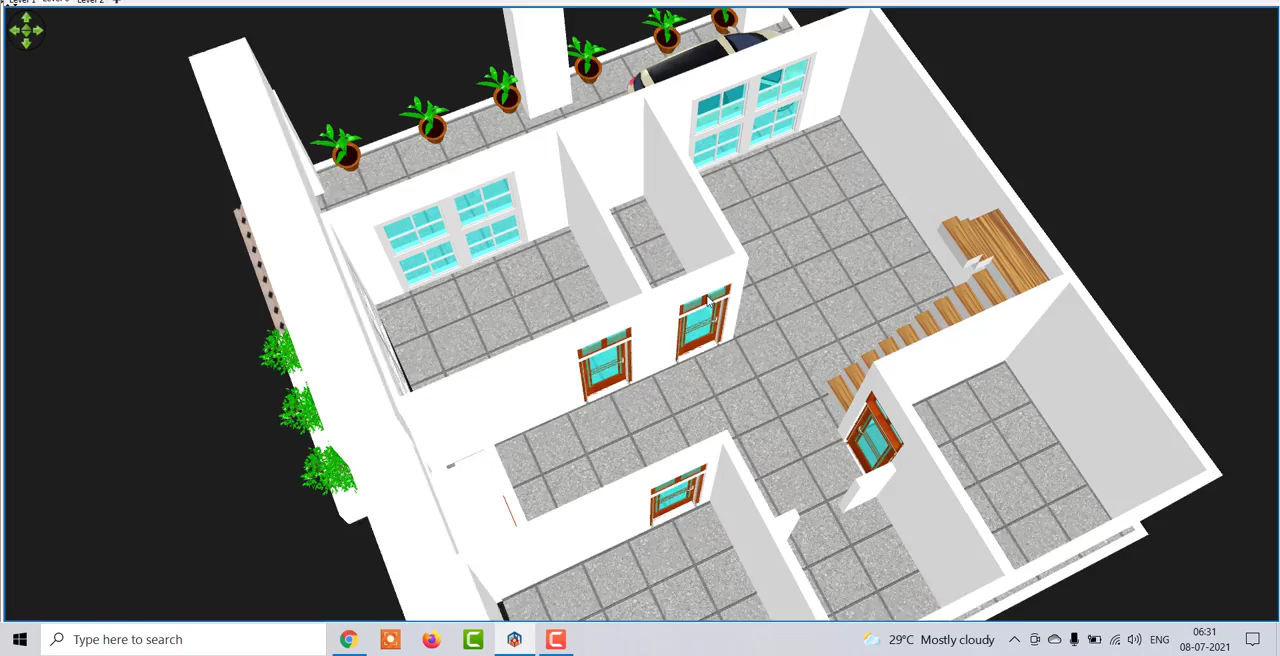 Type here to search
29°C Mostly cloudy
ENG
06:31
08-07-2021